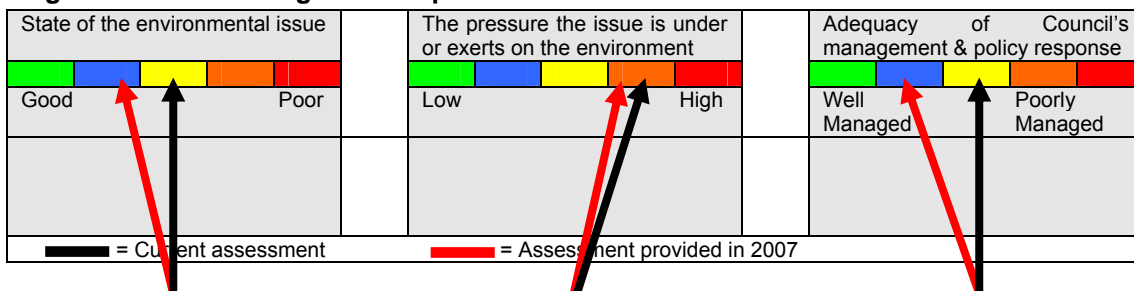 State of the environmental issue
The pressure the issue is under
or exerts on the environment
Adequacy of Council's
management & policy response
Good Poor
Low High
Well Managed
Poorly Managed
= Current assessment
= Assessment provided in 2007